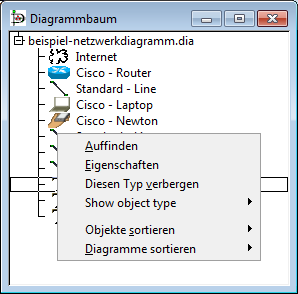 Diagrammbaum
beispiel-netzwerkdiagramm.dia
Internet
Cisco - Router
Standard - Line
Cisco - Laptop
Cisco - Newton
Auffinden
Eigenschaften
Diesen Typ verbergen
Show object type
Objekte sortieren
Diagramme sortieren